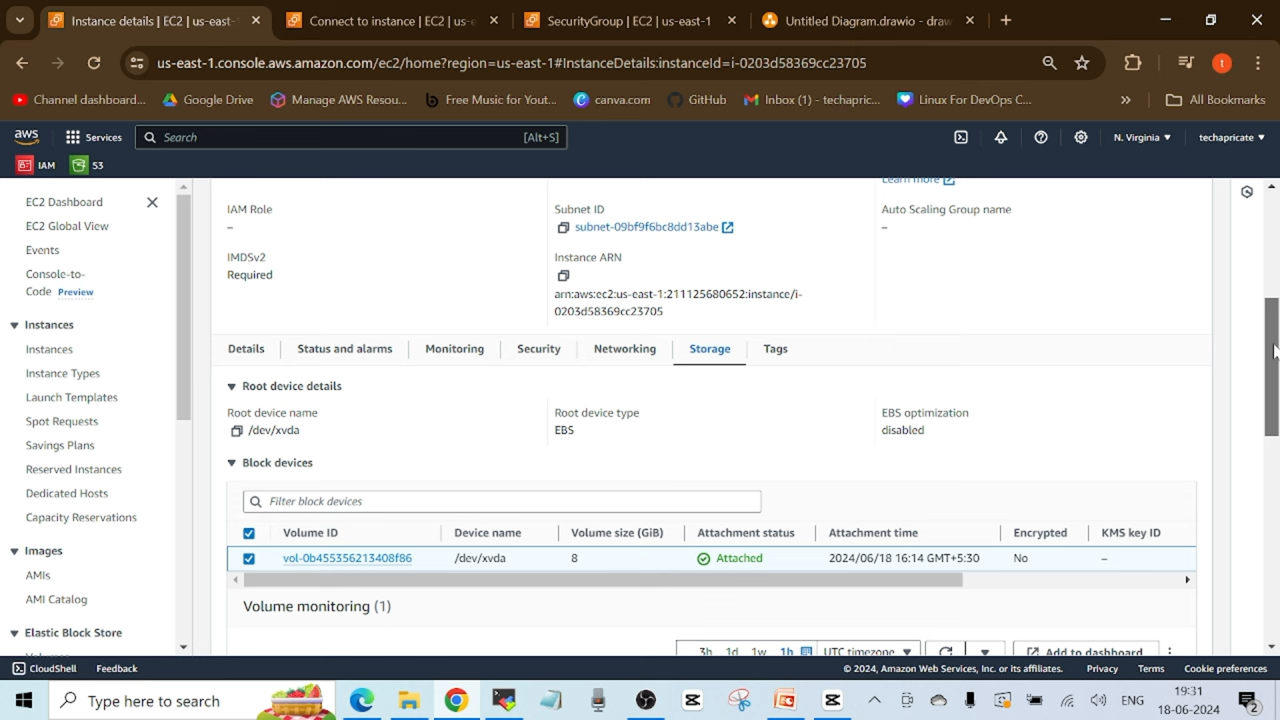 Instance details | EC2 | us-east-1
Connect to instance | EC2 | us-e
SecurityGroup | EC2 | us-east-1
Untitled Diagram.drawio - draw
us-east-1.console.aws.amazon.com/ec2/home?region=us-east-1#InstanceDetails:instanceId=i-0203d58369cc23705
t
Channel dashboard...
Google Drive
Manage AWS Resou...
Free Music for Yout...
canva.com
GitHub
Inbox (1) - techapric...
Linux For DevOps C...
All Bookmarks
aws
Services
Search
[Alt+S]
N. Virginia
techapricate
IAM
S3
EC2 Dashboard
EC2 Global View
Events
Console-to-
Code Preview
Instances
Instances
Instance Types
Launch Templates
Spot Requests
Savings Plans
Reserved Instances
Dedicated Hosts
Capacity Reservations
Images
AMIs
AMI Catalog
Elastic Block Store
Learn more
IAM Role
–
Subnet ID
subnet-09bf9f6bc8dd13abe
Auto Scaling Group name
–
IMDSv2
Required
Instance ARN
arn:aws:ec2:us-east-1:211125680652:instance/i-
0203d58369cc23705
Details
Status and alarms
Monitoring
Security
Networking
Storage
Tags
Root device details
Root device name
/dev/xvda
Root device type
EBS
EBS optimization
disabled
Block devices
Filter block devices
Volume ID
Device name
Volume size (GiB)
Attachment status
Attachment time
Encrypted
KMS key ID
vol-0b455356213408f86
/dev/xvda
8
Attached
2024/06/18 16:14 GMT+5:30
No
–
Volume monitoring (1)
3h
1d
1w
1h
UTC timezone
Add to dashboard
CloudShell
Feedback
© 2024, Amazon Web Services, Inc. or its affiliates.
Privacy
Terms
Cookie preferences
Type here to search
ENG
19:31
18-06-2024
2